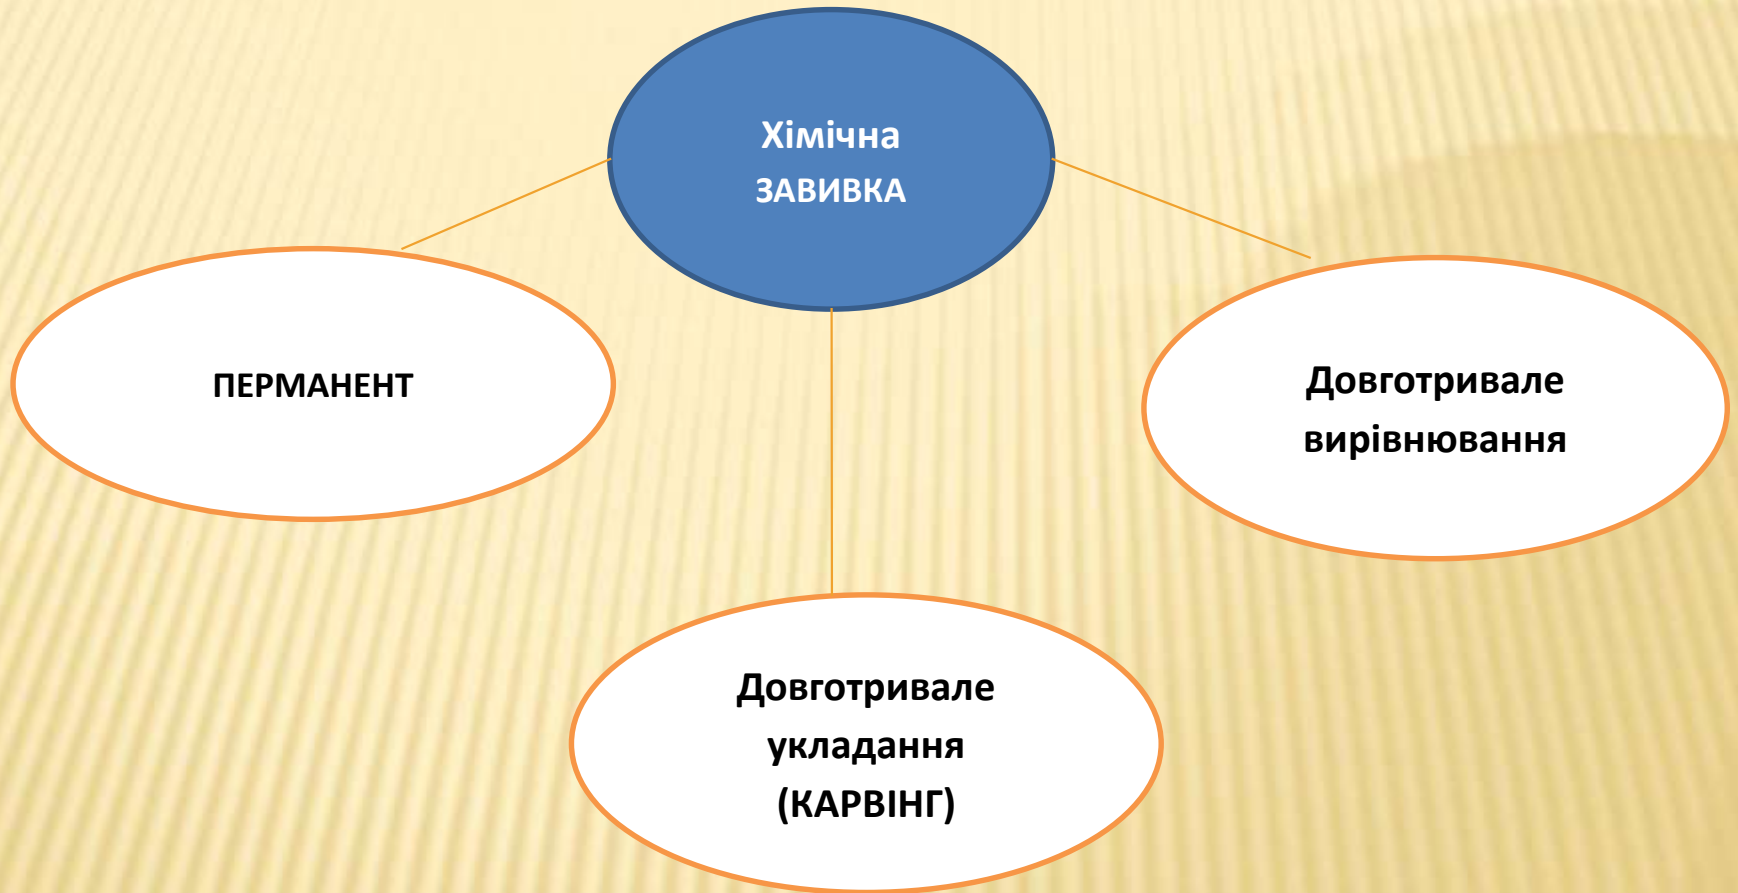 Хімічна
ЗАВИВКА
ПЕРМАНЕНТ
Довготривале
вирівнювання
Довготривале
укладання
(КАРВІНГ)